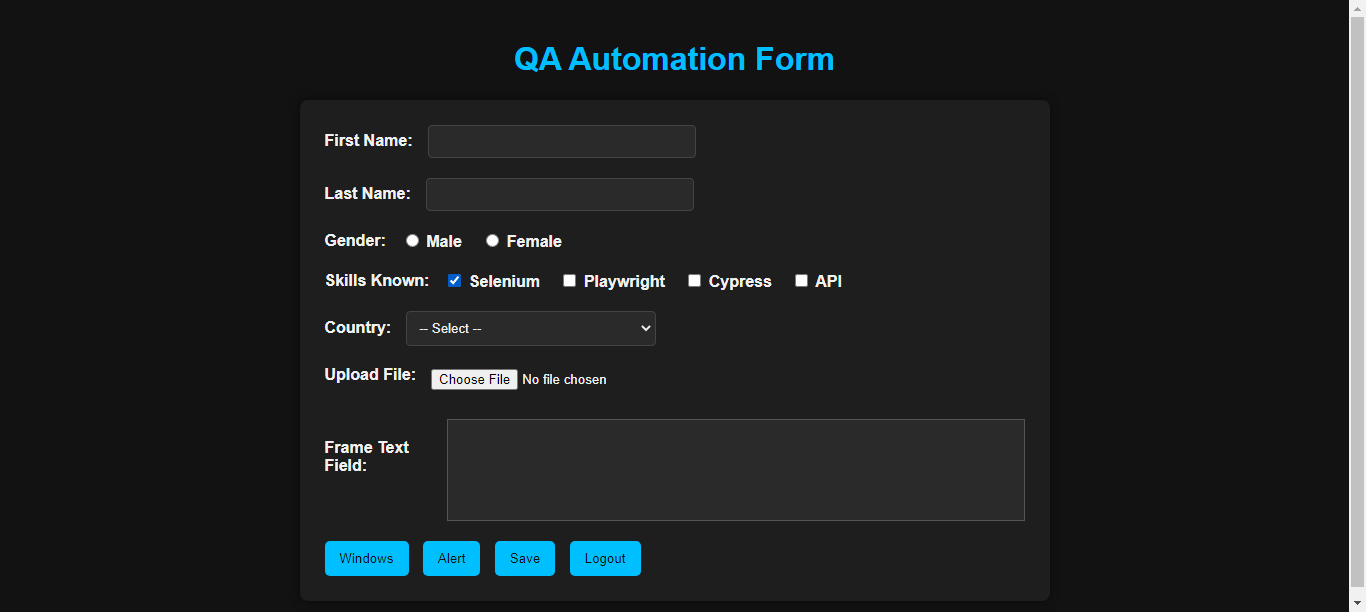 QA Automation Form
First Name:
Last Name:
Gender: Male Female
Skills Known: Selenium Playwright Cypress API
Country: -- Select --
Upload File: Choose File No file chosen
Frame Text
Field:
Windows Alert Save Logout